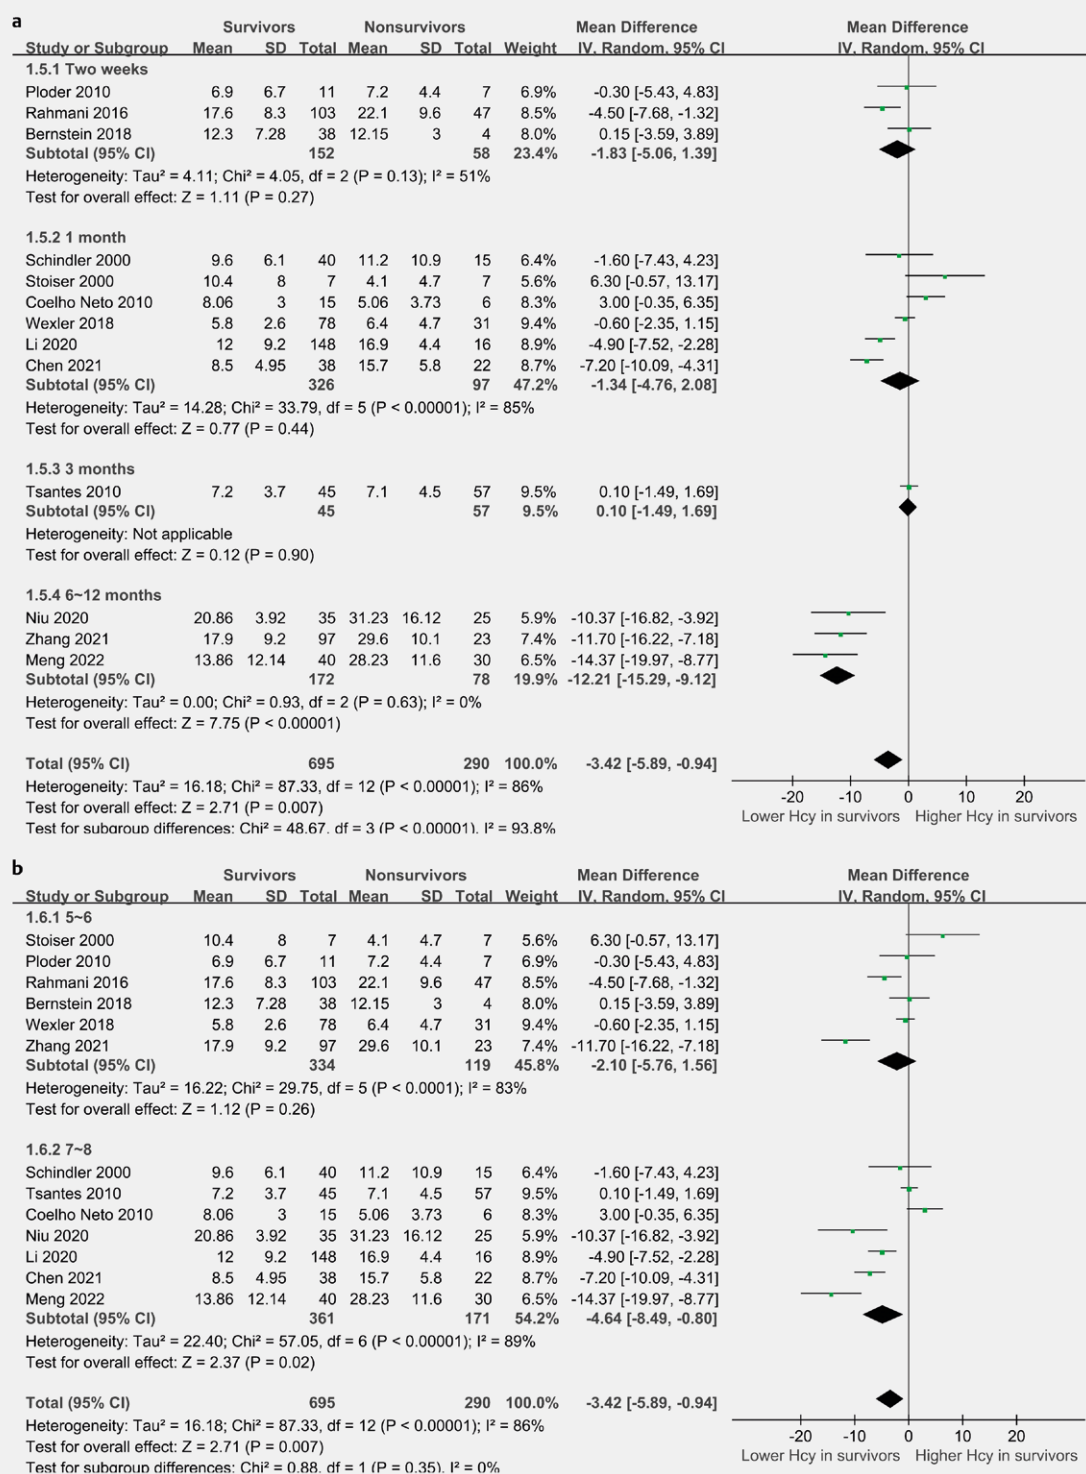 a
Survivors Nonsurvivors Mean Difference Mean Difference
Study or Subgroup Mean SD Total Mean SD Total Weight IV, Random, 95% CI IV, Random, 95% CI
1.5.1 Two weeks
Ploder 2010 6.9 6.7 11 7.2 4.4 7 6.9% -0.30 [-5.43, 4.83]
Rahmani 2016 17.6 8.3 103 22.1 9.6 47 8.5% -4.50 [-7.68, -1.32]
Bernstein 2018 12.3 7.28 38 12.15 3 4 8.0% 0.15 [-3.59, 3.89]
Subtotal (95% CI) 152 58 23.4% -1.83 [-5.06, 1.39]
Heterogeneity: Tau² = 4.11; Chi² = 4.05, df = 2 (P = 0.13); I² = 51%
Test for overall effect: Z = 1.11 (P = 0.27)
1.5.2 1 month
Schindler 2000 9.6 6.1 40 11.2 10.9 15 6.4% -1.60 [-7.43, 4.23]
Stoiser 2000 10.4 8 7 4.1 4.7 7 5.6% 6.30 [-0.57, 13.17]
Coelho Neto 2010 8.06 3 15 5.06 3.73 6 8.3% 3.00 [-0.35, 6.35]
Wexler 2018 5.8 2.6 78 6.4 4.7 31 9.4% -0.60 [-2.35, 1.15]
Li 2020 12 9.2 148 16.9 4.4 16 8.9% -4.90 [-7.52, -2.28]
Chen 2021 8.5 4.95 38 15.7 5.8 22 8.7% -7.20 [-10.09, -4.31]
Subtotal (95% CI) 326 97 47.2% -1.34 [-4.76, 2.08]
Heterogeneity: Tau² = 14.28; Chi² = 33.79, df = 5 (P < 0.00001); I² = 85%
Test for overall effect: Z = 0.77 (P = 0.44)
1.5.3 3 months
Tsantes 2010 7.2 3.7 45 7.1 4.5 57 9.5% 0.10 [-1.49, 1.69]
Subtotal (95% CI) 45 57 9.5% 0.10 [-1.49, 1.69]
Heterogeneity: Not applicable
Test for overall effect: Z = 0.12 (P = 0.90)
1.5.4 6~12 months
Niu 2020 20.86 3.92 35 31.23 16.12 25 5.9% -10.37 [-16.82, -3.92]
Zhang 2021 17.9 9.2 97 29.6 10.1 23 7.4% -11.70 [-16.22, -7.18]
Meng 2022 13.86 12.14 40 28.23 11.6 30 6.5% -14.37 [-19.97, -8.77]
Subtotal (95% CI) 172 78 19.9% -12.21 [-15.29, -9.12]
Heterogeneity: Tau² = 0.00; Chi² = 0.93, df = 2 (P = 0.63); I² = 0%
Test for overall effect: Z = 7.75 (P < 0.00001)
Total (95% CI) 695 290 100.0% -3.42 [-5.89, -0.94]
Heterogeneity: Tau² = 16.18; Chi² = 87.33, df = 12 (P < 0.00001); I² = 86%
Test for overall effect: Z = 2.71 (P = 0.007)
Test for subgroup differences: Chi² = 48.67, df = 3 (P < 0.00001), I² = 93.8%
-20 -10 0 10 20
Lower Hcy in survivors Higher Hcy in survivors
b
Survivors Nonsurvivors Mean Difference Mean Difference
Study or Subgroup Mean SD Total Mean SD Total Weight IV, Random, 95% CI IV, Random, 95% CI
1.6.1 5~6
Stoiser 2000 10.4 8 7 4.1 4.7 7 5.6% 6.30 [-0.57, 13.17]
Ploder 2010 6.9 6.7 11 7.2 4.4 7 6.9% -0.30 [-5.43, 4.83]
Rahmani 2016 17.6 8.3 103 22.1 9.6 47 8.5% -4.50 [-7.68, -1.32]
Bernstein 2018 12.3 7.28 38 12.15 3 4 8.0% 0.15 [-3.59, 3.89]
Wexler 2018 5.8 2.6 78 6.4 4.7 31 9.4% -0.60 [-2.35, 1.15]
Zhang 2021 17.9 9.2 97 29.6 10.1 23 7.4% -11.70 [-16.22, -7.18]
Subtotal (95% CI) 334 119 45.8% -2.10 [-5.76, 1.56]
Heterogeneity: Tau² = 16.22; Chi² = 29.75, df = 5 (P < 0.0001); I² = 83%
Test for overall effect: Z = 1.12 (P = 0.26)
1.6.2 7~8
Schindler 2000 9.6 6.1 40 11.2 10.9 15 6.4% -1.60 [-7.43, 4.23]
Tsantes 2010 7.2 3.7 45 7.1 4.5 57 9.5% 0.10 [-1.49, 1.69]
Coelho Neto 2010 8.06 3 15 5.06 3.73 6 8.3% 3.00 [-0.35, 6.35]
Niu 2020 20.86 3.92 35 31.23 16.12 25 5.9% -10.37 [-16.82, -3.92]
Li 2020 12 9.2 148 16.9 4.4 16 8.9% -4.90 [-7.52, -2.28]
Chen 2021 8.5 4.95 38 15.7 5.8 22 8.7% -7.20 [-10.09, -4.31]
Meng 2022 13.86 12.14 40 28.23 11.6 30 6.5% -14.37 [-19.97, -8.77]
Subtotal (95% CI) 361 171 54.2% -4.64 [-8.49, -0.80]
Heterogeneity: Tau² = 22.40; Chi² = 57.05, df = 6 (P < 0.00001); I² = 89%
Test for overall effect: Z = 2.37 (P = 0.02)
Total (95% CI) 695 290 100.0% -3.42 [-5.89, -0.94]
Heterogeneity: Tau² = 16.18; Chi² = 87.33, df = 12 (P < 0.00001); I² = 86%
Test for overall effect: Z = 2.71 (P = 0.007)
Test for subgroup differences: Chi² = 0.88, df = 1 (P = 0.35), I² = 0%
-20 -10 0 10 20
Lower Hcy in survivors Higher Hcy in survivors